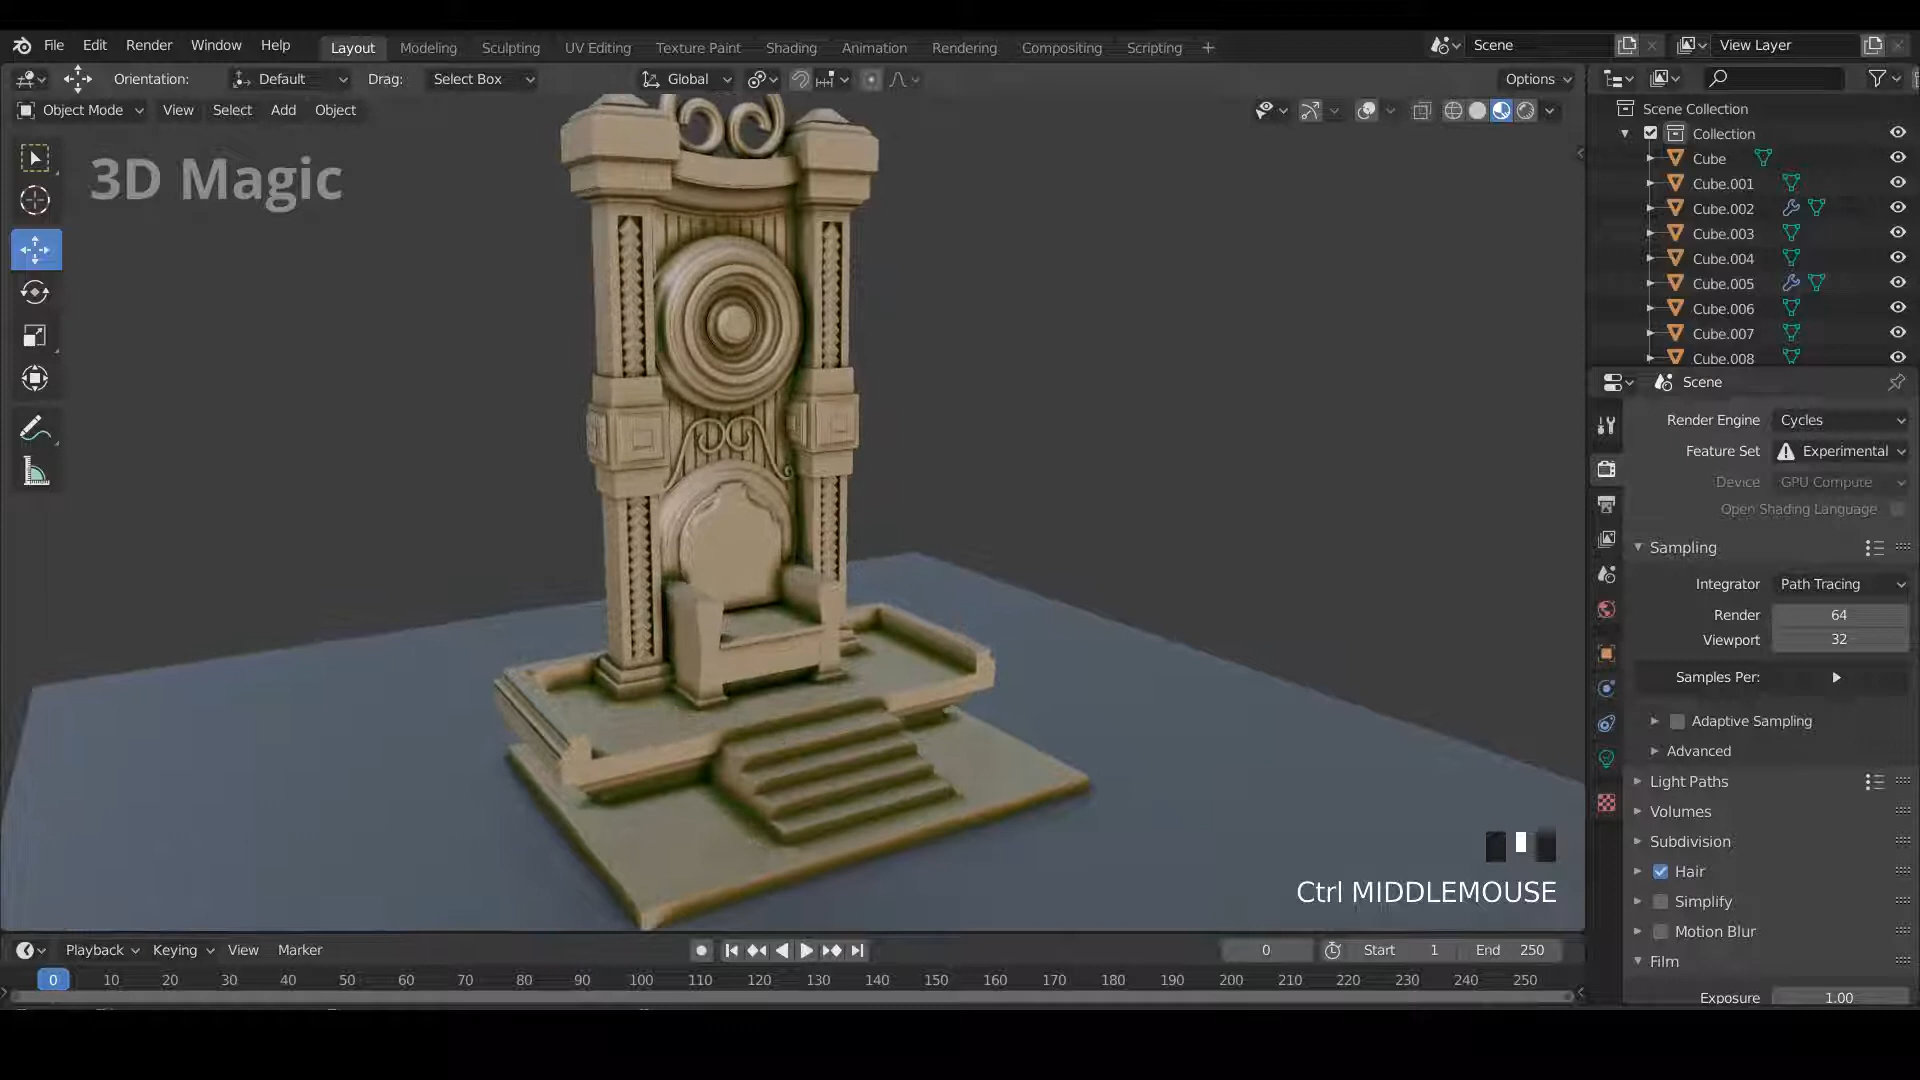 File Edit Render Window Help Layout Modeling Sculpting UV Editing Texture Paint Shading Animation Rendering Compositing Scripting + Scene View Layer
Orientation: Default Drag: Select Box Global Options
Object Mode View Select Add Object
3D Magic
Scene Collection
Collection
Cube
Cube.001
Cube.002
Cube.003
Cube.004
Cube.005
Cube.006
Cube.007
Cube.008
Scene
Render Engine Cycles
Feature Set Experimental
Device GPU Compute
Open Shading Language
Sampling
Integrator Path Tracing
Render 64
Viewport 32
Samples Per:
Adaptive Sampling
Advanced
Light Paths
Volumes
Subdivision
Hair
Simplify
Motion Blur
Film
Exposure 1.00
Ctrl MIDDLEMOUSE
Playback Keying View Marker 0 Start 1 End 250
0 10 20 30 40 50 60 70 80 90 100 110 120 130 140 150 160 170 180 190 200 210 220 230 240 250